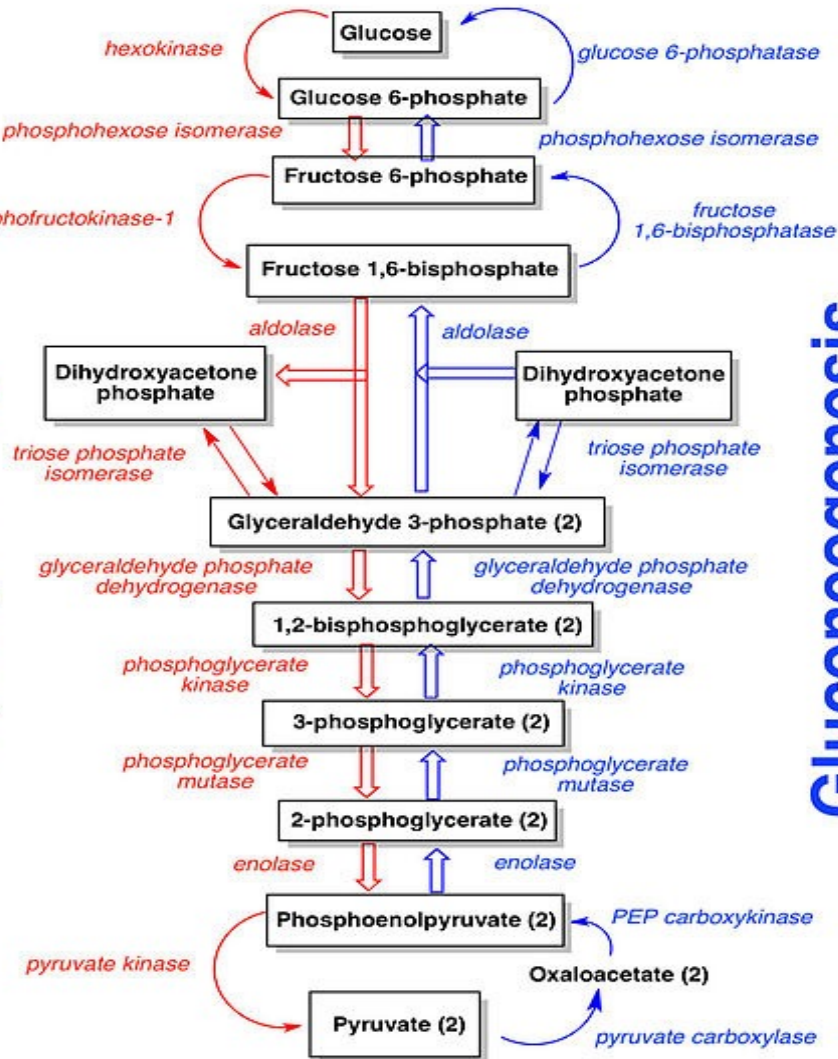 Glucose
hexokinase
glucose 6-phosphatase
Glucose 6-phosphate
phosphohexose isomerase
phosphohexose isomerase
Fructose 6-phosphate
phofructokinase-1
fructose
1,6-bisphosphatase
Fructose 1,6-bisphosphate
aldolase
aldolase
Dihydroxyacetone
phosphate
Dihydroxyacetone
phosphate
triose phosphate
isomerase
triose phosphate
isomerase
Glyceraldehyde 3-phosphate (2)
glyceraldehyde phosphate
dehydrogenase
glyceraldehyde phosphate
dehydrogenase
1,2-bisphosphoglycerate (2)
phosphoglycerate
kinase
phosphoglycerate
kinase
3-phosphoglycerate (2)
phosphoglycerate
mutase
phosphoglycerate
mutase
2-phosphoglycerate (2)
enolase
enolase
Phosphoenolpyruvate (2)
PEP carboxykinase
pyruvate kinase
Oxaloacetate (2)
Pyruvate (2)
pyruvate carboxylase
Gluconeogenesis